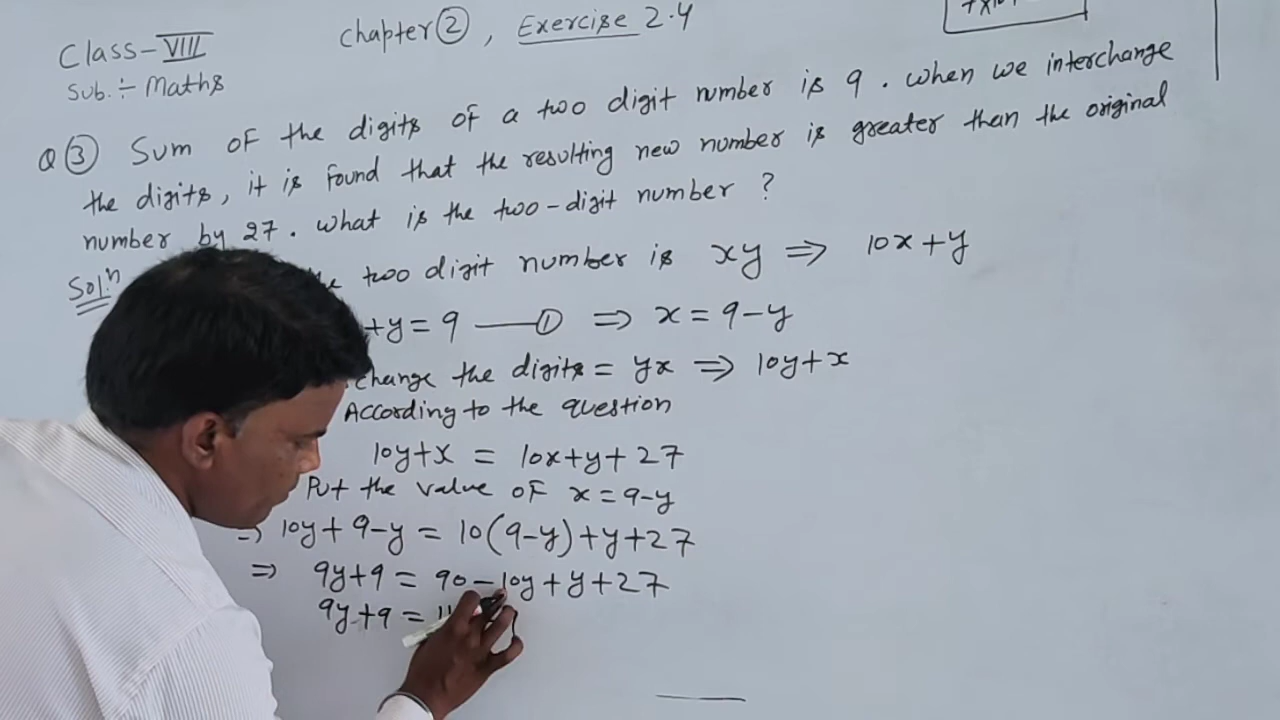 Class-VIII
Sub. ÷ Maths
Chapter ②, Exercise 2.4
Q ③ Sum of the digits of a two digit number is 9. When we interchange
the digits, it is found that the resulting new number is greater than the original
number by 27. What is the two-digit number?
Solⁿ two digit number is xy ⇒ 10x+y
+y = 9 —① ⇒ x = 9-y
change the digits = yx ⇒ 10y+x
According to the question
10y+x = 10x+y+27
Put the value of x = 9-y
⇒ 10y+9-y = 10(9-y)+y+27
⇒ 9y+9 = 90-10y+y+27
9y+9 = 11